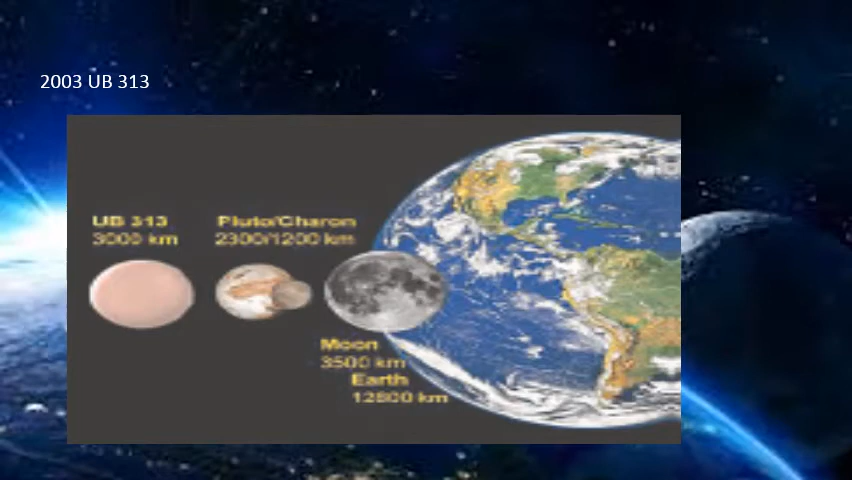 2003 UB 313
UB 313
3000 km
Pluto/Charon
2300/1200 km
Moon
3500 km
Earth
12800 km